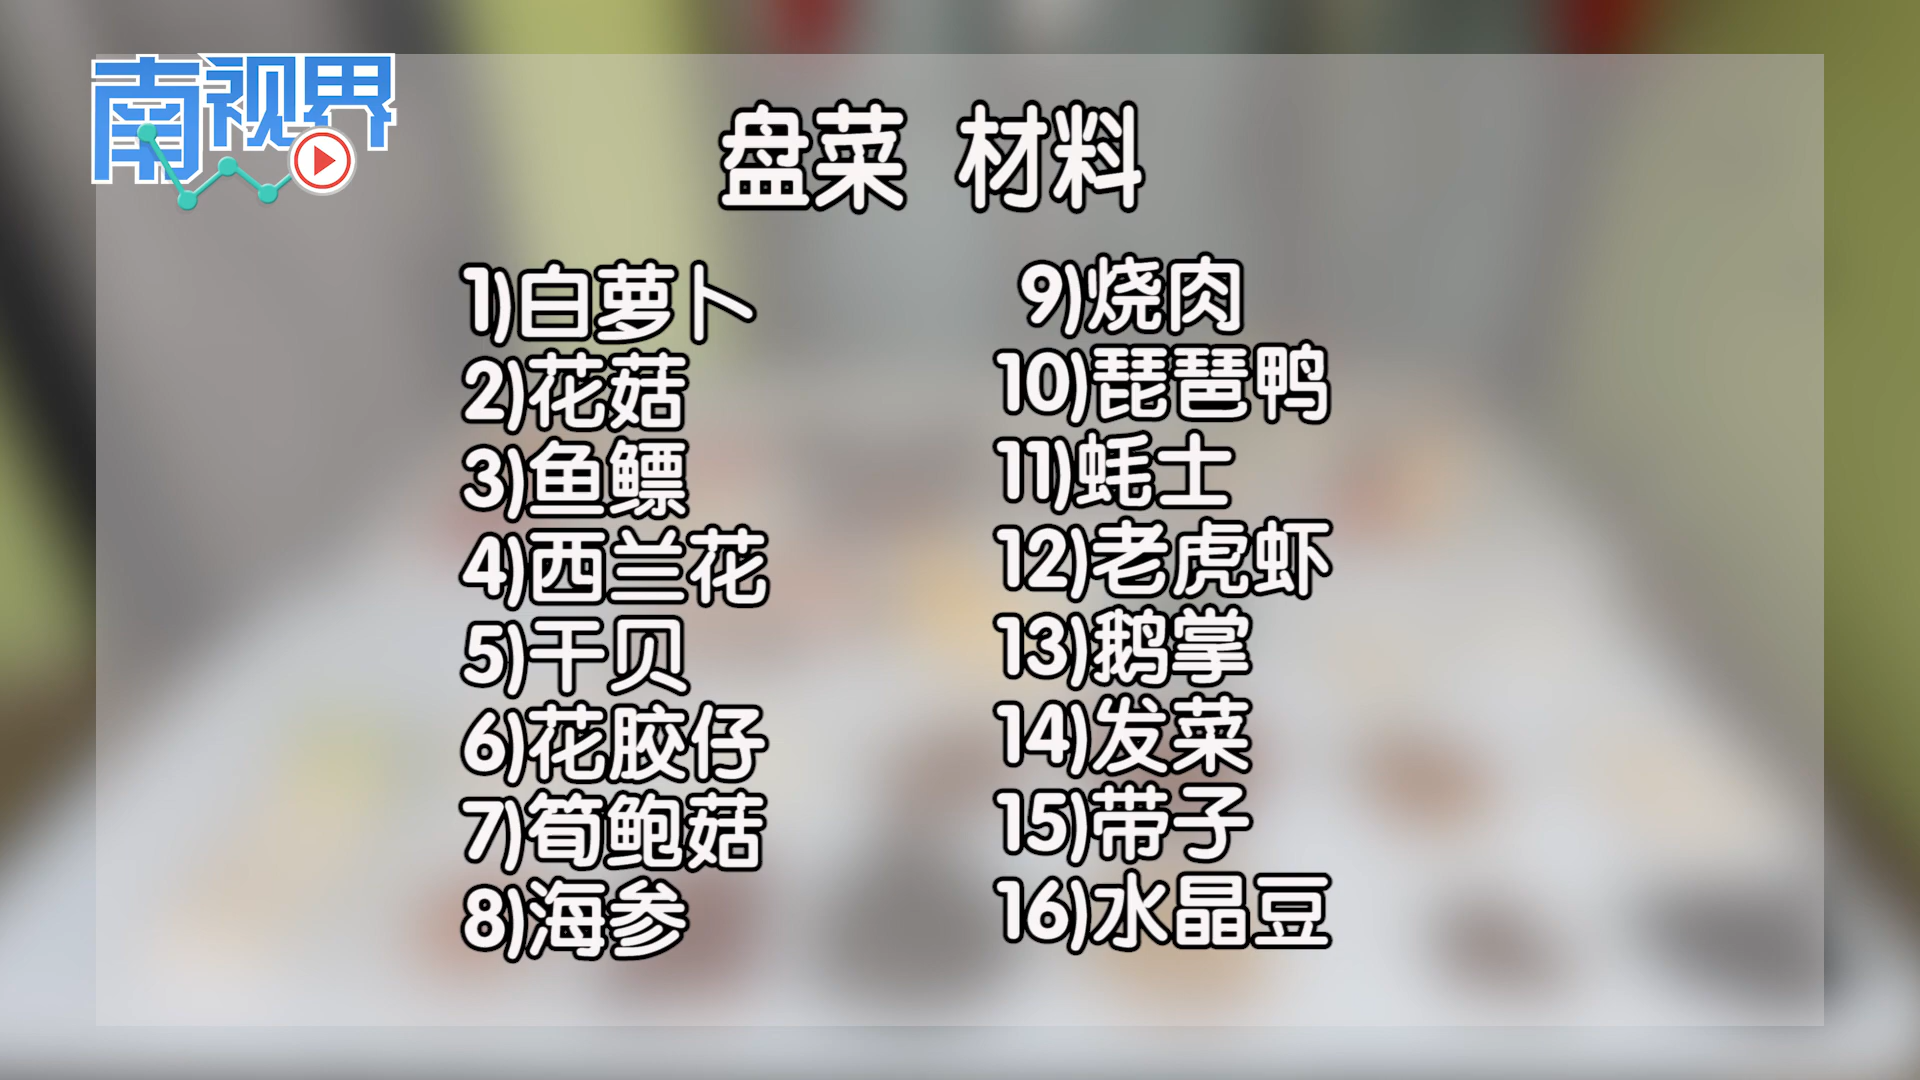 南视界
盘菜 材料
1)白萝卜
2)花菇
3)鱼鳔
4)西兰花
5)干贝
6)花胶仔
7)筍鲍菇
8)海参
9)烧肉
10)琵琶鸭
11)蚝士
12)老虎虾
13)鹅掌
14)发菜
15)带子
16)水晶豆